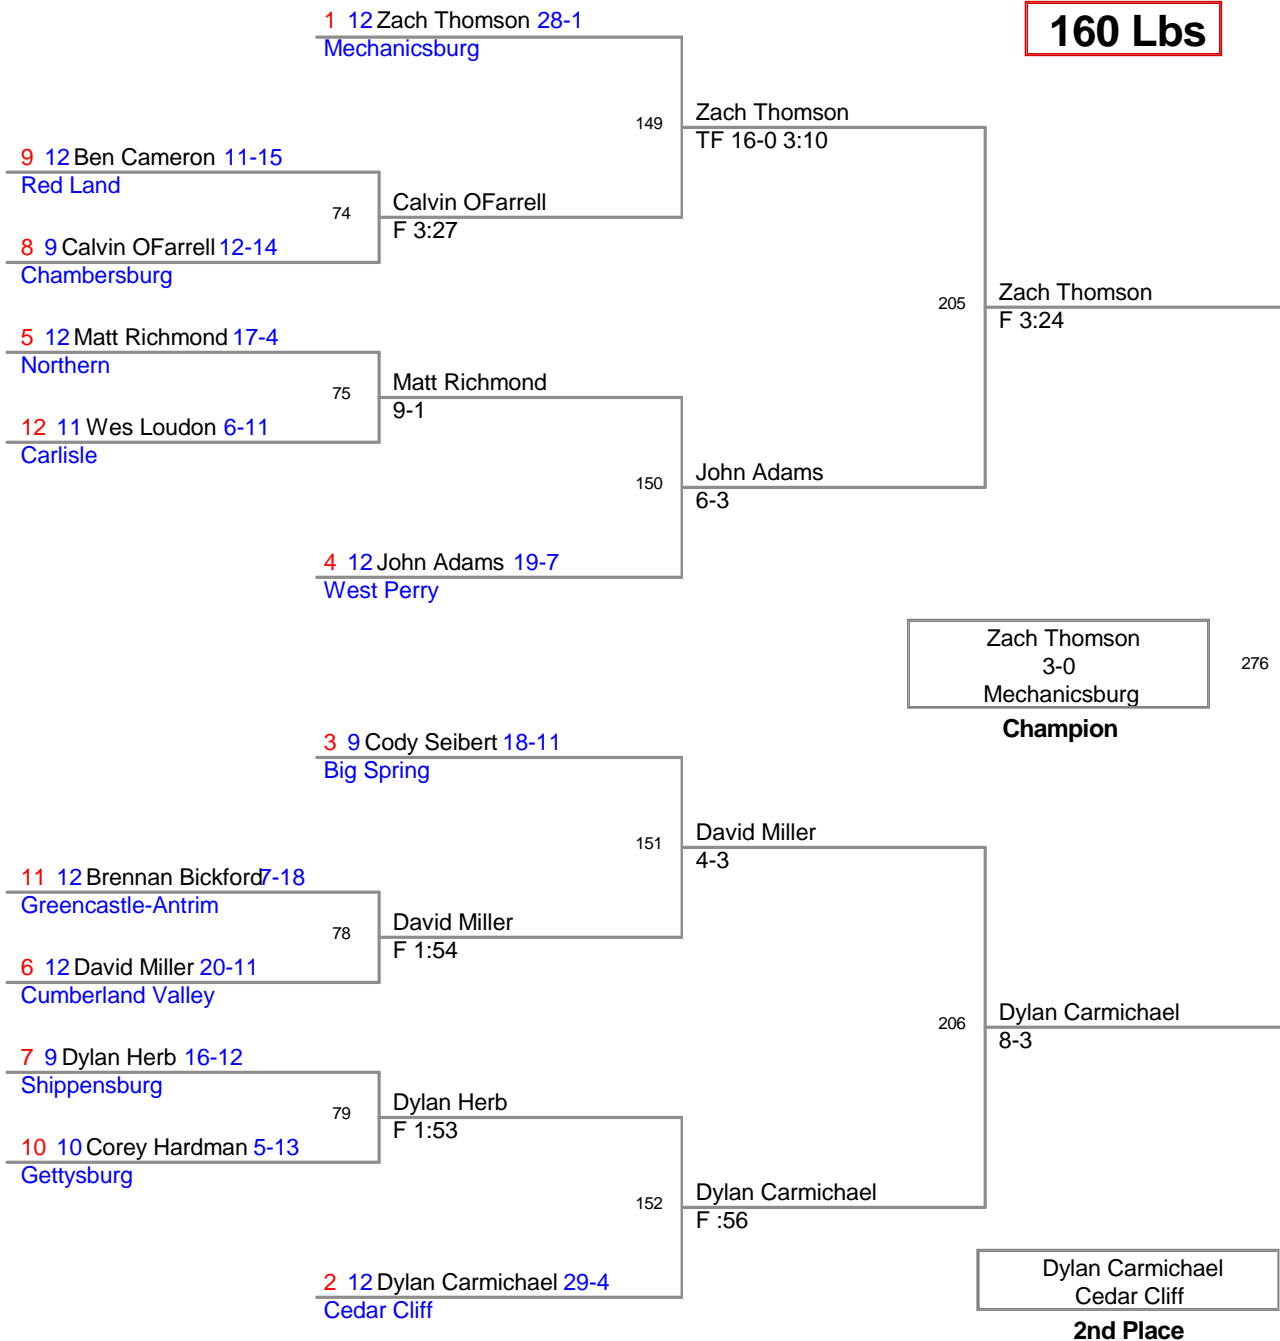 1 12 Zach Thomson 28-1
Mechanicsburg
160 Lbs
149
Zach Thomson
TF 16-0 3:10
9 12 Ben Cameron 11-15
Red Land
74
Calvin OFarrell
F 3:27
8 9 Calvin OFarrell 12-14
Chambersburg
205
Zach Thomson
F 3:24
5 12 Matt Richmond 17-4
Northern
75
Matt Richmond
9-1
12 11 Wes Loudon 6-11
Carlisle
150
John Adams
6-3
4 12 John Adams 19-7
West Perry
Zach Thomson
3-0
Mechanicsburg
276
Champion
3 9 Cody Seibert 18-11
Big Spring
151
David Miller
4-3
11 12 Brennan Bickford 7-18
Greencastle-Antrim
78
David Miller
F 1:54
6 12 David Miller 20-11
Cumberland Valley
206
Dylan Carmichael
8-3
7 9 Dylan Herb 16-12
Shippensburg
79
Dylan Herb
F 1:53
10 10 Corey Hardman 5-13
Gettysburg
152
Dylan Carmichael
F :56
2 12 Dylan Carmichael 29-4
Cedar Cliff
Dylan Carmichael
Cedar Cliff
2nd Place